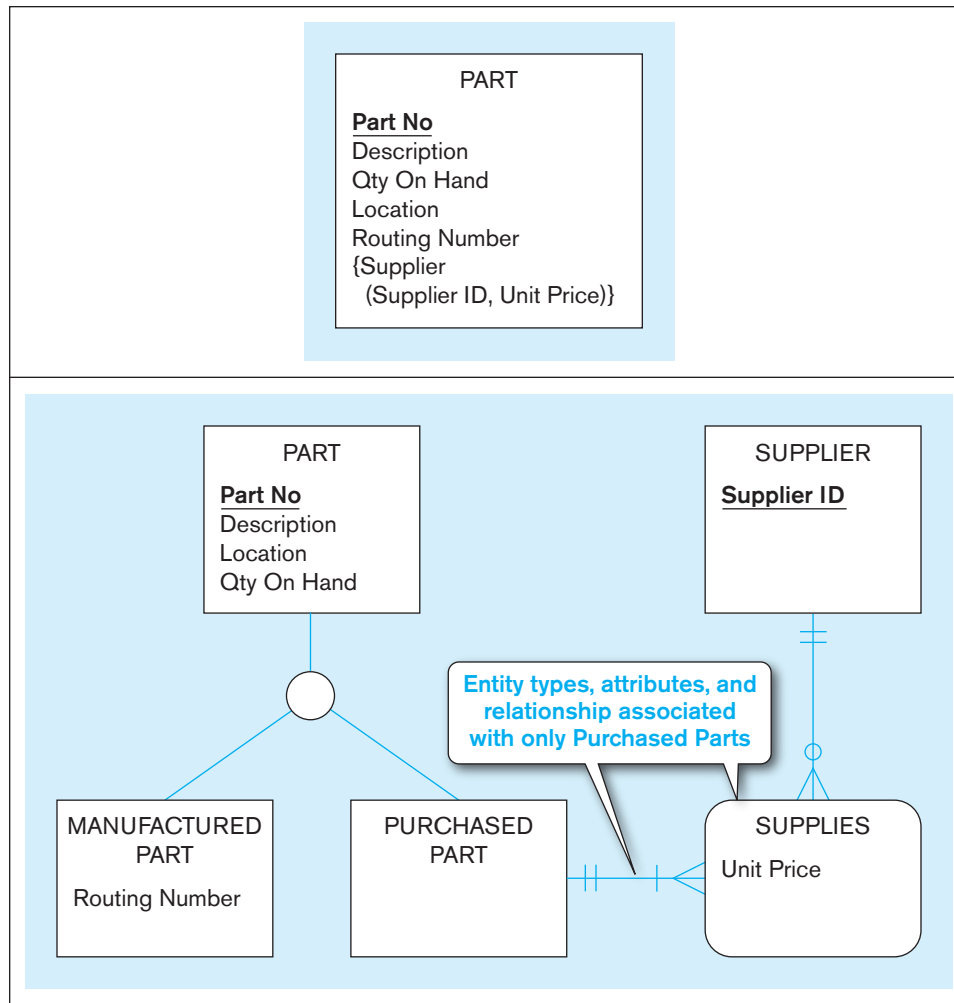 PART
Part No
Description
Qty On Hand
Location
Routing Number
{Supplier
(Supplier ID, Unit Price)}
PART
Part No
Description
Location
Qty On Hand
SUPPLIER
Supplier ID
Entity types, attributes, and
relationship associated
with only Purchased Parts
MANUFACTURED
PART
Routing Number
PURCHASED
PART
SUPPLIES
Unit Price